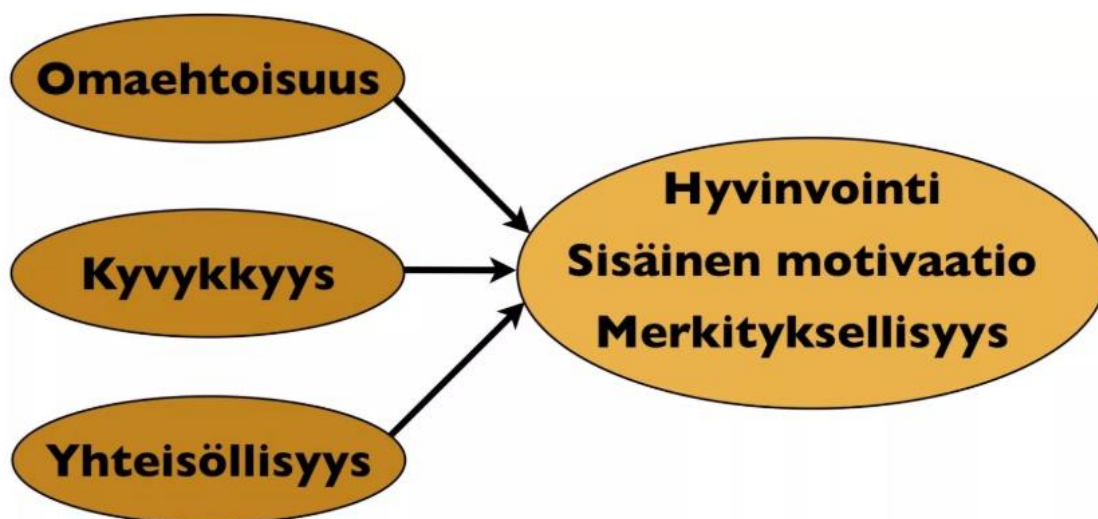 Omaehtoisuus
Kyvykkyys
Yhteisöllisyys
Hyvinvointi
Sisäinen motivaatio
Merkityksellisyys